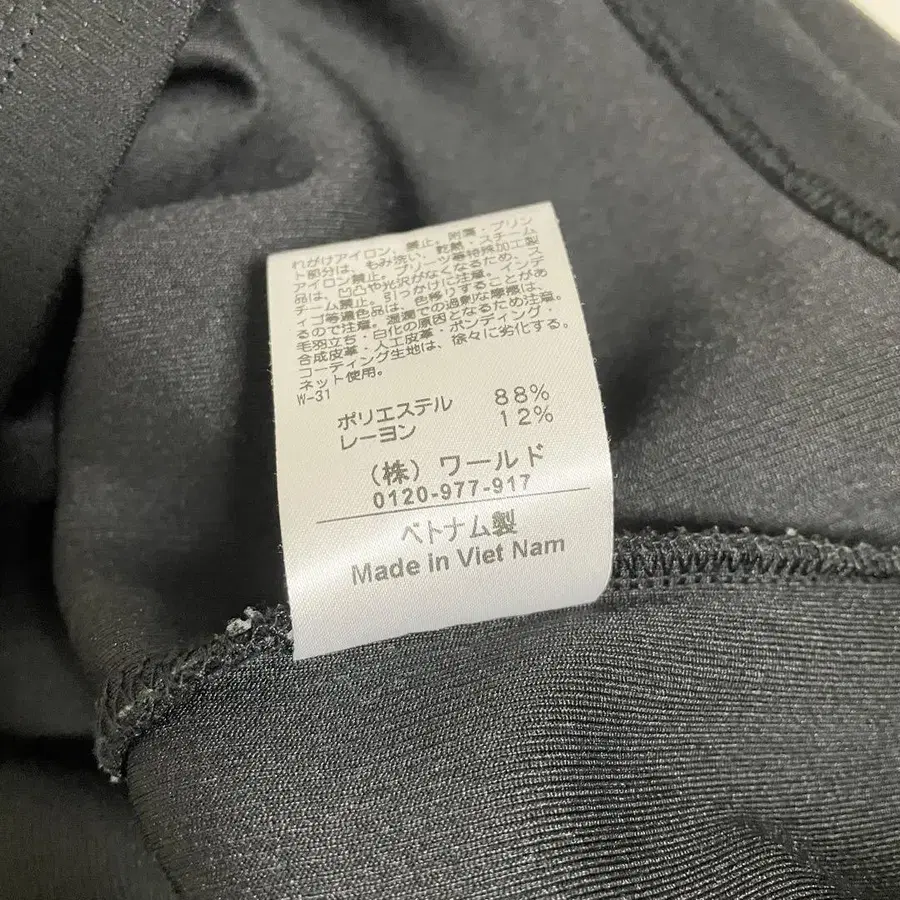 れがけアイロン、禁止。附属・プリン
ト部分は、もみ洗い、乾熱・スチーム
アイロン禁止。プリーツ等特殊加工製
品は、凹凸や光沢がなくなるため、ス
チーム禁止。引っかけに注意。インデ
ィゴ等濃色品は、色移りすることがあ
るので注意。湿潤での過剰な摩擦は、
毛羽立ち・白化の原因となるため注意。
合成皮革・人工皮革・ボンディング・
コーティング生地は、徐々に劣化する。
ネット使用。
W-31
ポリエステル 88%
レーヨン 12%
(株) ワールド
0120-977-917
ベトナム製
Made in Viet Nam